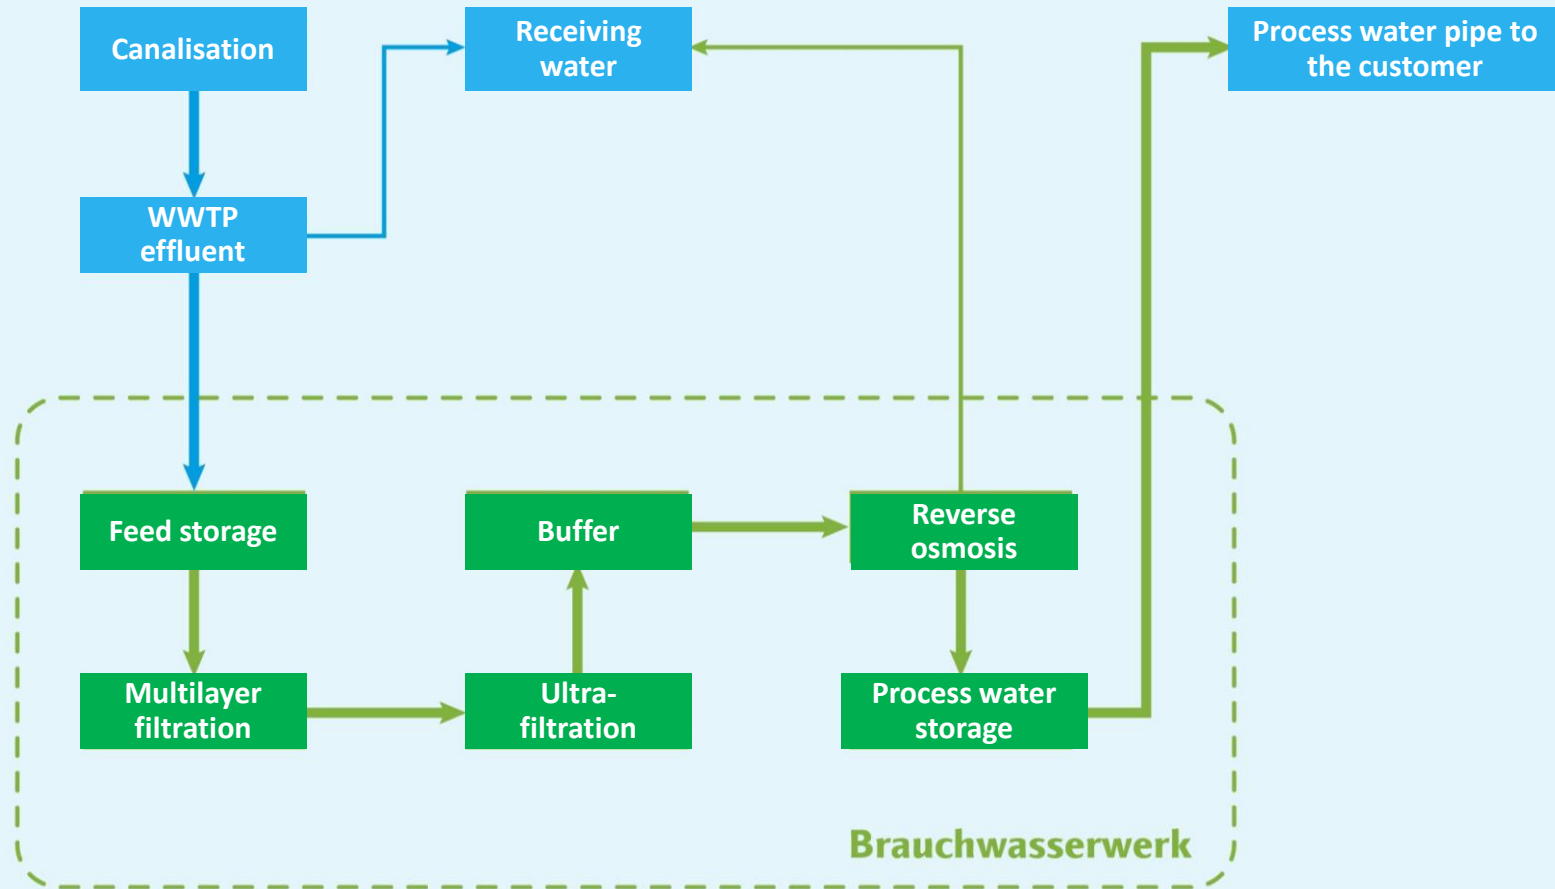 Canalisation
Receiving
water
Process water pipe to
the customer
WWTP
effluent
Feed storage
Buffer
Reverse
osmosis
Multilayer
filtration
Ultra-
filtration
Process water
storage
Brauchwasserwerk